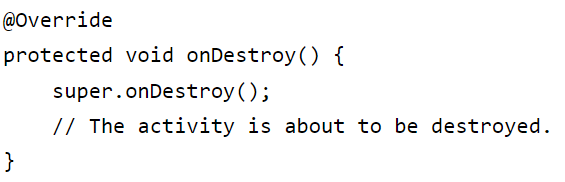 @Override
protected void onDestroy() {
    super.onDestroy();
    // The activity is about to be destroyed.
}